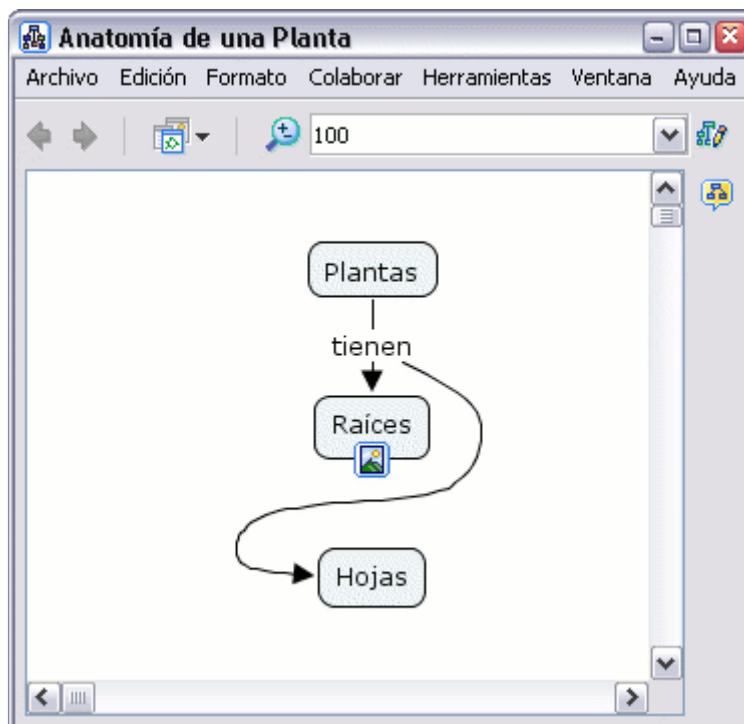 Anatomía de una Planta
Archivo Edición Formato Colaborar Herramientas Ventana Ayuda
100
Plantas
tienen
Raíces
Hojas